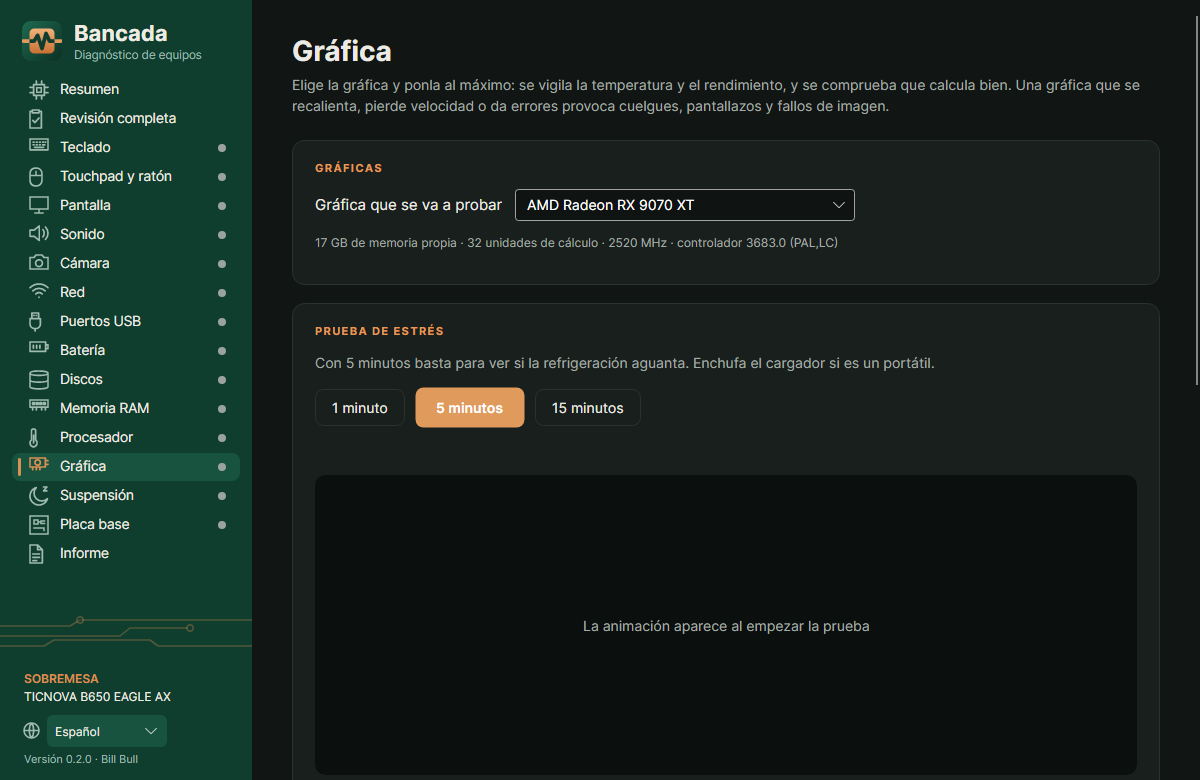 Bancada
Diagnóstico de equipos
Resumen
Revisión completa
Teclado
Touchpad y ratón
Pantalla
Sonido
Cámara
Red
Puertos USB
Batería
Discos
Memoria RAM
Procesador
Gráfica
Suspensión
Placa base
Informe
SOBREMESA
TICNOVA B650 EAGLE AX
Español
Versión 0.2.0 · Bill Bull
Gráfica
Elige la gráfica y ponla al máximo: se vigila la temperatura y el rendimiento, y se comprueba que calcula bien. Una gráfica que se
recalienta, pierde velocidad o da errores provoca cuelgues, pantallazos y fallos de imagen.
GRÁFICAS
Gráfica que se va a probar AMD Radeon RX 9070 XT
17 GB de memoria propia · 32 unidades de cálculo · 2520 MHz · controlador 3683.0 (PAL,LC)
PRUEBA DE ESTRÉS
Con 5 minutos basta para ver si la refrigeración aguanta. Enchufa el cargador si es un portátil.
1 minuto 5 minutos 15 minutos
La animación aparece al empezar la prueba